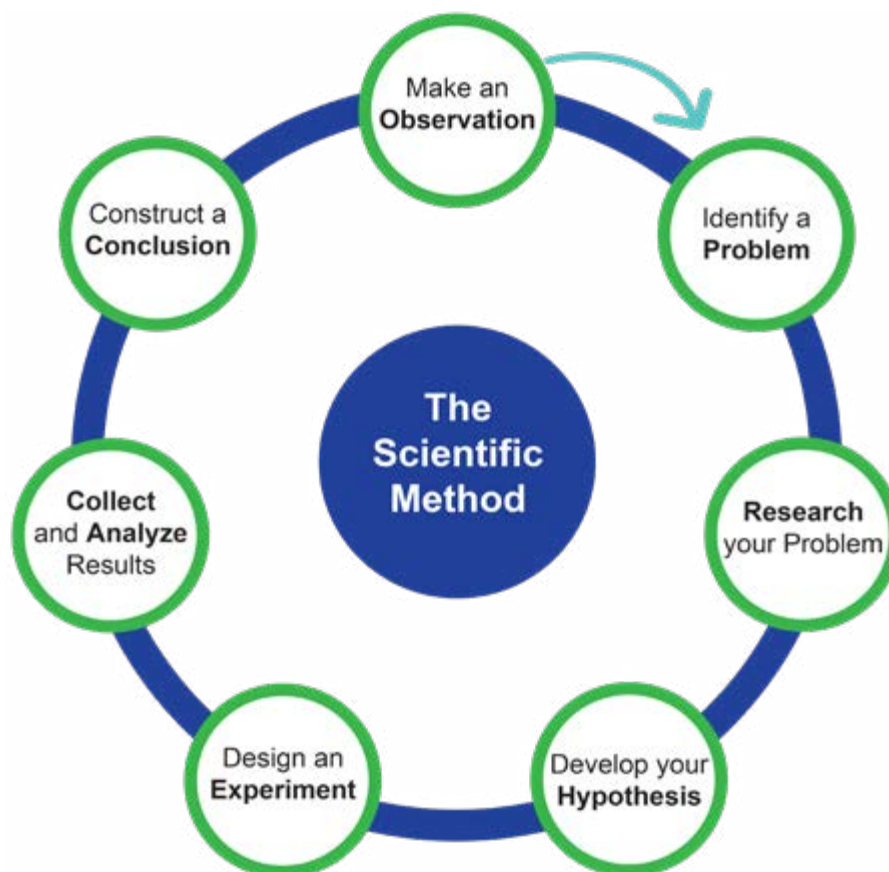 Make an
Observation
Identify a
Problem
Research
your Problem
Develop your
Hypothesis
Design an
Experiment
Collect
and Analyze
Results
Construct a
Conclusion
The
Scientific
Method